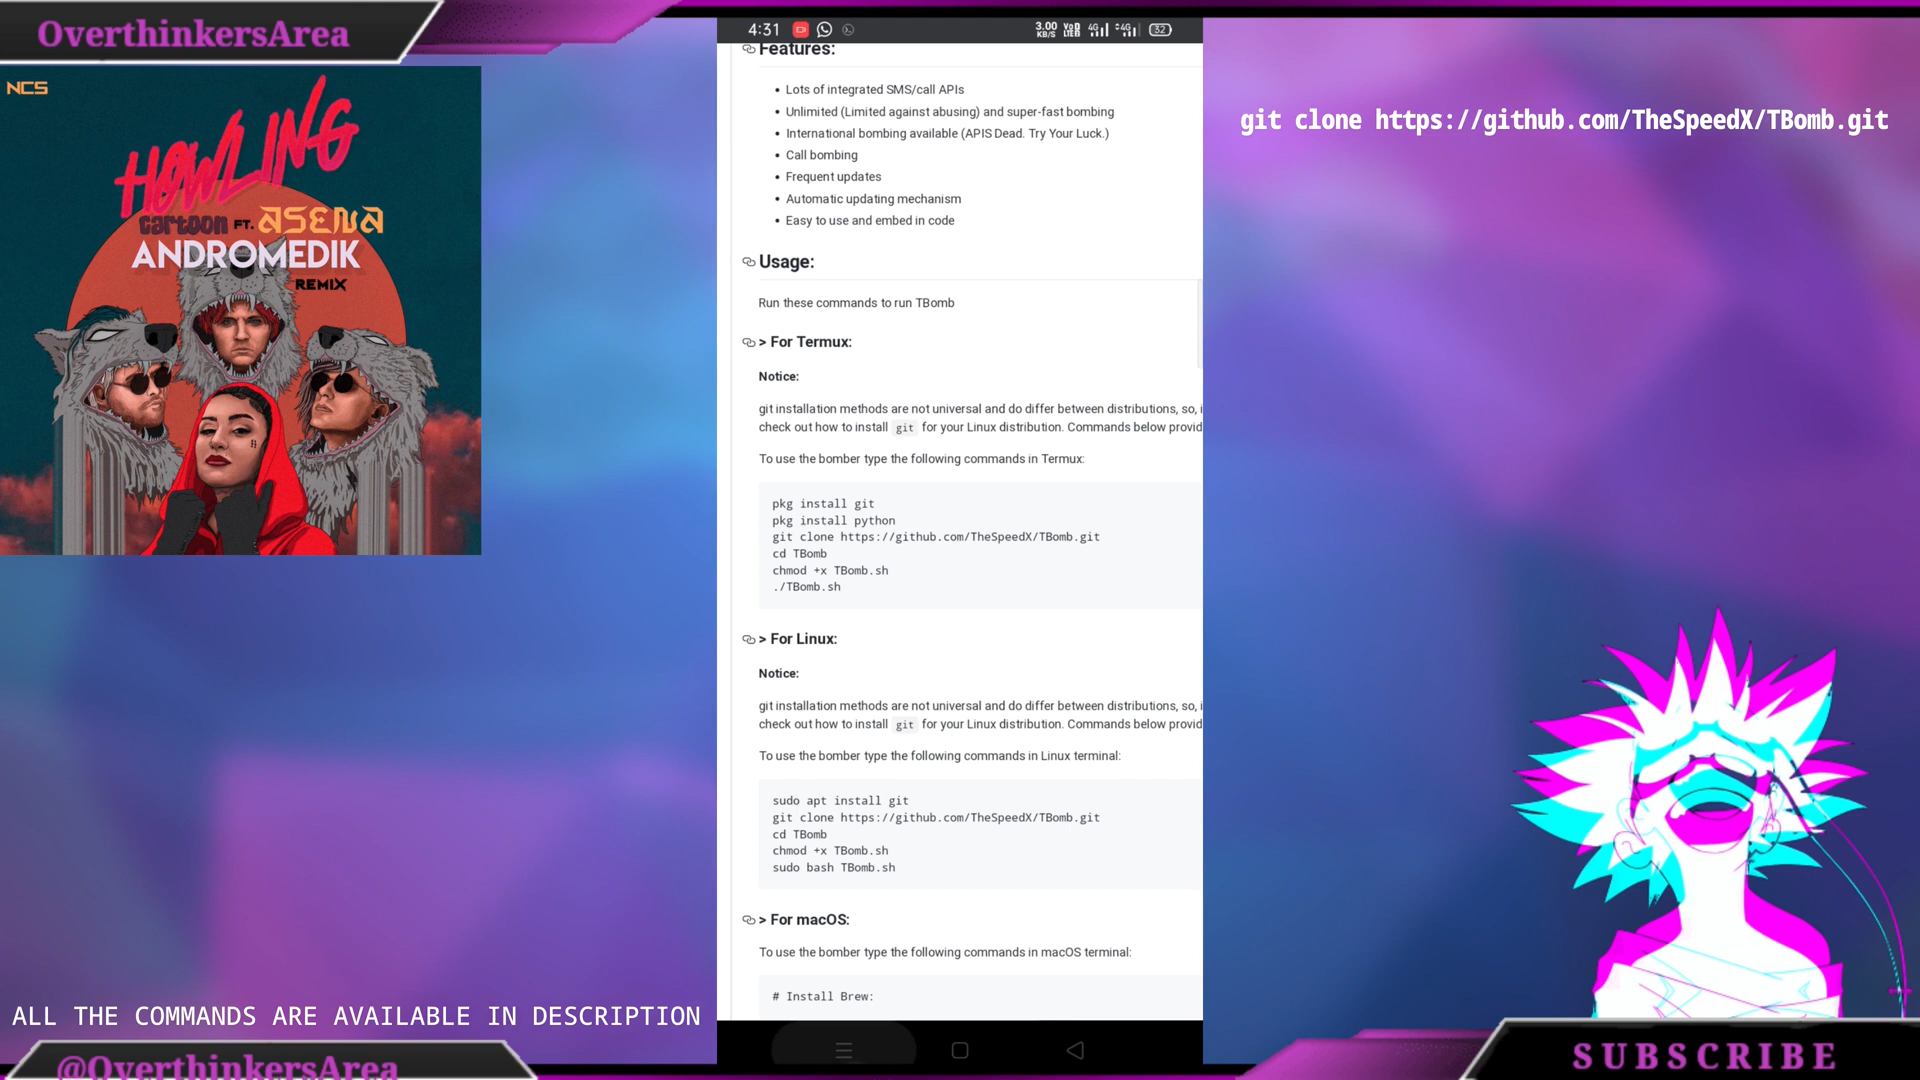 OverthinkersArea
NCS
HOWLING
cartoon FT. ASENA
ANDROMEDIK
REMIX
4:31
3.00 KB/S VoD LTE 4G 4G 32
Features:
• Lots of integrated SMS/call APIs
• Unlimited (Limited against abusing) and super-fast bombing
• International bombing available (APIS Dead. Try Your Luck.)
• Call bombing
• Frequent updates
• Automatic updating mechanism
• Easy to use and embed in code
Usage:
Run these commands to run TBomb
> For Termux:
Notice:
git installation methods are not universal and do differ between distributions, so, i
check out how to install git for your Linux distribution. Commands below provid
To use the bomber type the following commands in Termux:
pkg install git
pkg install python
git clone https://github.com/TheSpeedX/TBomb.git
cd TBomb
chmod +x TBomb.sh
./TBomb.sh
> For Linux:
Notice:
git installation methods are not universal and do differ between distributions, so, i
check out how to install git for your Linux distribution. Commands below provid
To use the bomber type the following commands in Linux terminal:
sudo apt install git
git clone https://github.com/TheSpeedX/TBomb.git
cd TBomb
chmod +x TBomb.sh
sudo bash TBomb.sh
> For macOS:
To use the bomber type the following commands in macOS terminal:
# Install Brew:
git clone https://github.com/TheSpeedX/TBomb.git
ALL THE COMMANDS ARE AVAILABLE IN DESCRIPTION
@OverthinkersArea
SUBSCRIBE